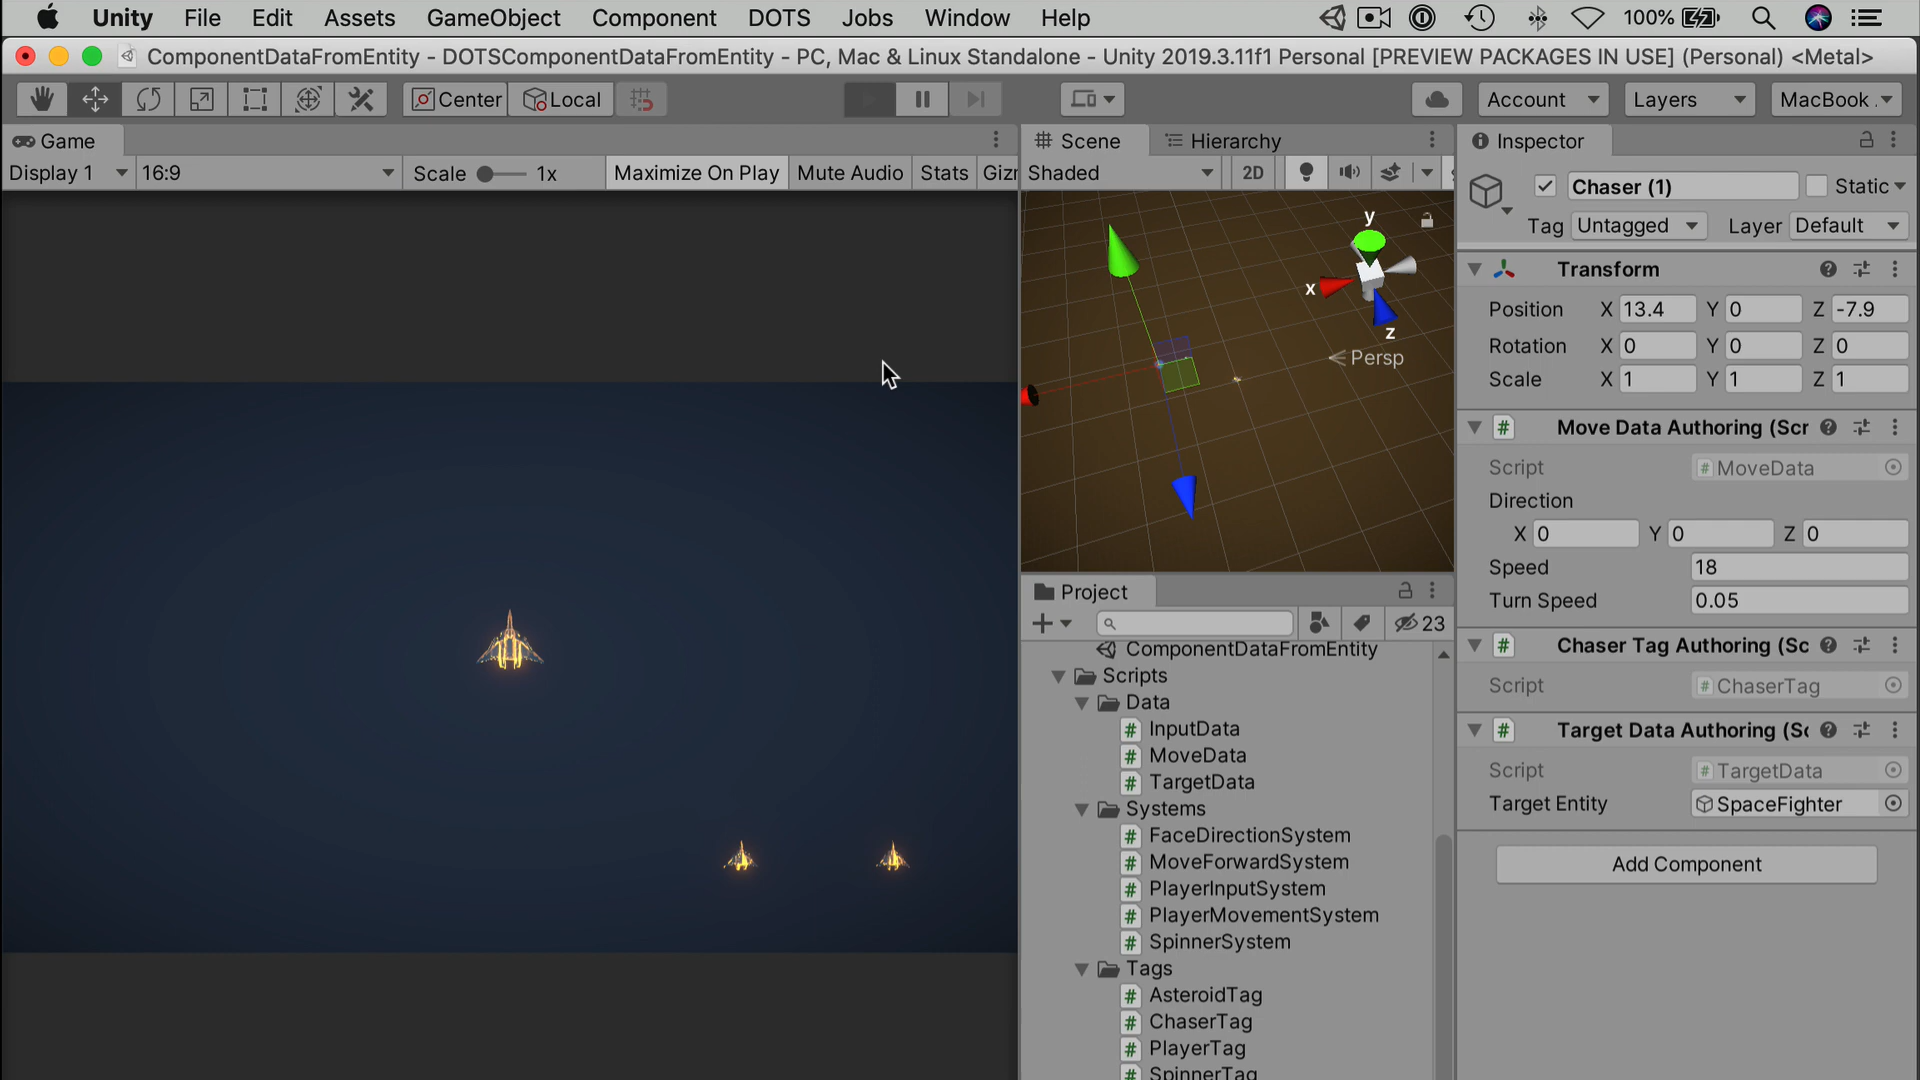 Unity File Edit Assets GameObject Component DOTS Jobs Window Help 100%
ComponentDataFromEntity - DOTSComponentDataFromEntity - PC, Mac & Linux Standalone - Unity 2019.3.11f1 Personal [PREVIEW PACKAGES IN USE] (Personal) <Metal>
Center Local Account Layers MacBook .
Game
Display 1 16:9 Scale 1x Maximize On Play Mute Audio Stats Giz
Scene Hierarchy
Shaded 2D
y
x
z
Persp
Project
23
ComponentDataFromEntity
Scripts
Data
InputData
MoveData
TargetData
Systems
FaceDirectionSystem
MoveForwardSystem
PlayerInputSystem
PlayerMovementSystem
SpinnerSystem
Tags
AsteroidTag
ChaserTag
PlayerTag
SpinnerTag
Inspector
Chaser (1) Static
Tag Untagged Layer Default
Transform
Position X 13.4 Y 0 Z -7.9
Rotation X 0 Y 0 Z 0
Scale X 1 Y 1 Z 1
# Move Data Authoring (Scr
Script # MoveData
Direction
X 0 Y 0 Z 0
Speed 18
Turn Speed 0.05
# Chaser Tag Authoring (Sc
Script # ChaserTag
# Target Data Authoring (Sc
Script # TargetData
Target Entity SpaceFighter
Add Component